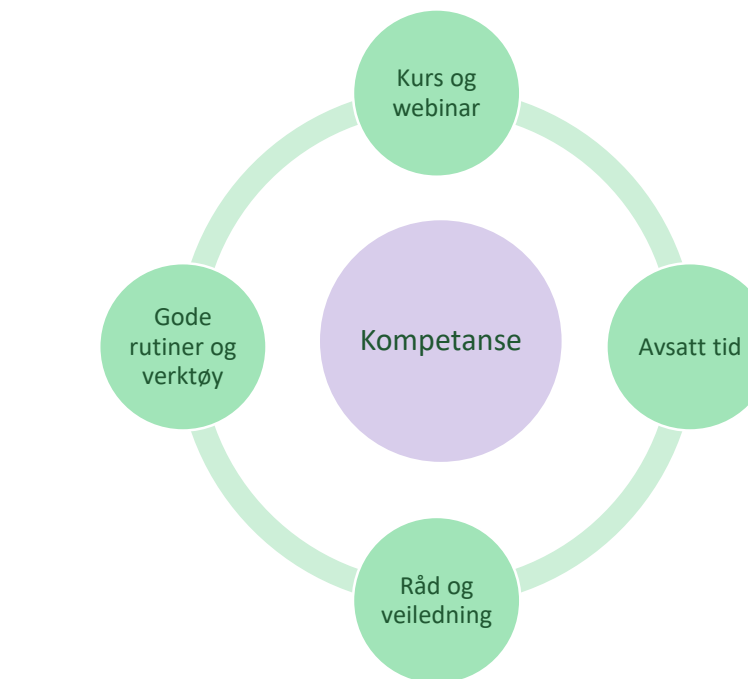 Kurs og
webinar
Gode
rutiner og
verktøy
Kompetanse
Avsatt tid
Råd og
veiledning